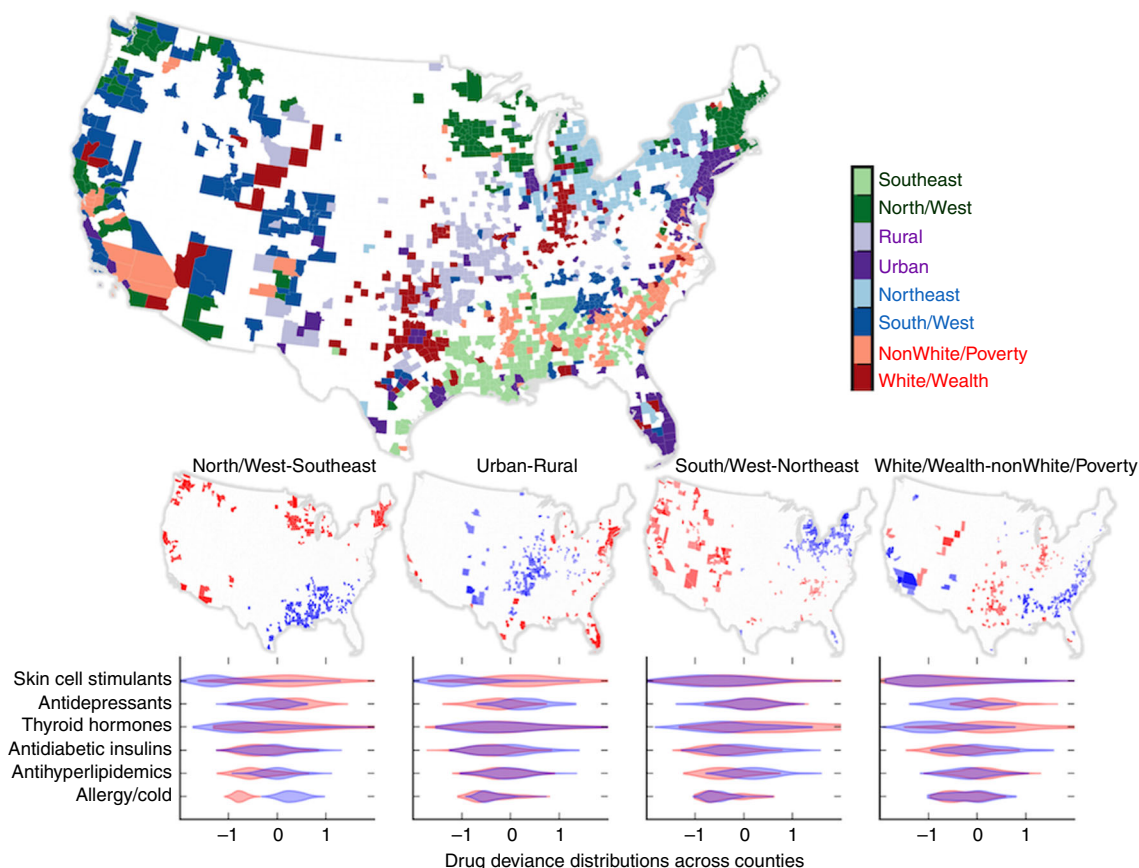 Southeast
North/West
Rural
Urban
Northeast
South/West
NonWhite/Poverty
White/Wealth
North/West-Southeast
Urban-Rural
South/West-Northeast
White/Wealth-nonWhite/Poverty
Skin cell stimulants
Antidepressants
Thyroid hormones
Antidiabetic insulins
Antihyperlipidemics
Allergy/cold
−1 0 1 −1 0 1 −1 0 1 −1 0 1
Drug deviance distributions across counties